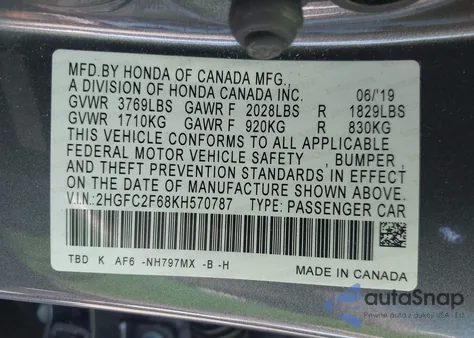 MFD.BY HONDA OF CANADA MFG.,
A DIVISION OF HONDA CANADA INC. 06/'19
GVWR 3769LBS GAWR F 2028LBS R 1829LBS
GVWR 1710KG GAWR F 920KG R 830KG
THIS VEHICLE CONFORMS TO ALL APPLICABLE
FEDERAL MOTOR VEHICLE SAFETY , BUMPER ,
AND THEFT PREVENTION STANDARDS IN EFFECT
ON THE DATE OF MANUFACTURE SHOWN ABOVE.
V.I.N.:2HGFC2F68KH570787 TYPE: PASSENGER CAR
TBD K AF6 -NH797MX -B -H
MADE IN CANADA
autoSnap